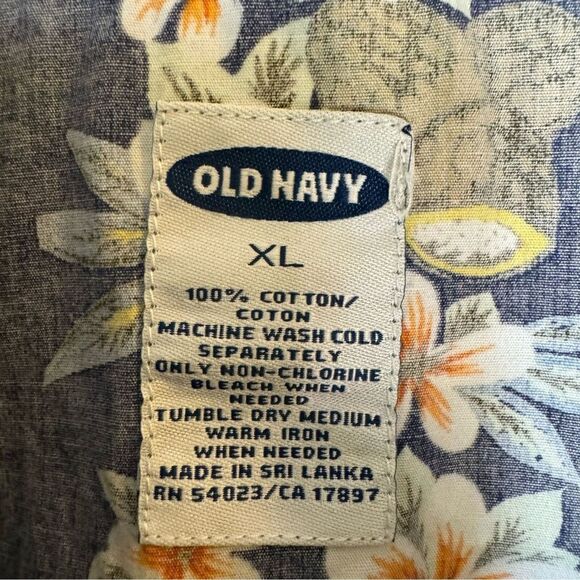 OLD NAVY
XL
100% COTTON/
COTON
MACHINE WASH COLD
SEPARATELY
ONLY NON-CHLORINE
BLEACH WHEN
NEEDED
TUMBLE DRY MEDIUM
WARM IRON
WHEN NEEDED
MADE IN SRI LANKA
RN 54023/CA 17897